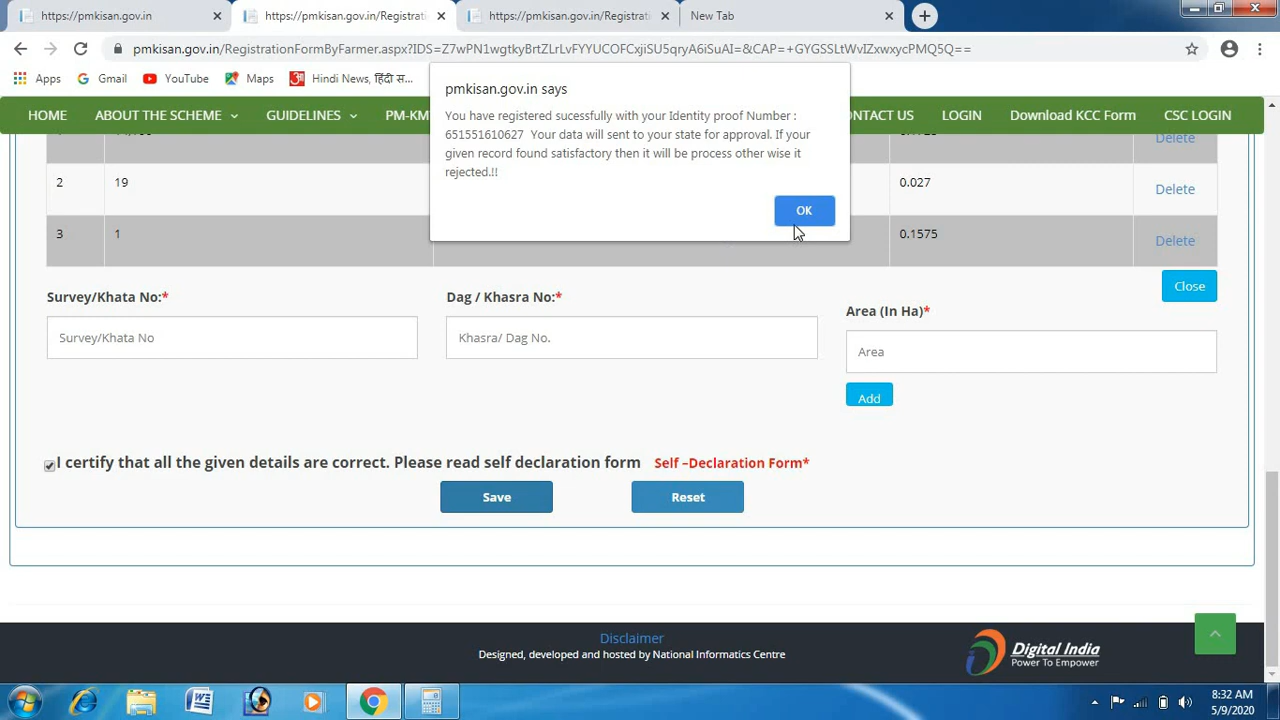 https://pmkisan.gov.in
https://pmkisan.gov.in/Registrati
https://pmkisan.gov.in/Registrati
New Tab
pmkisan.gov.in/RegistrationFormByFarmer.aspx?IDS=Z7wPN1wgtkyBrtZLrLvFYYUCOFCxjiSU5qryA6iSuAI=DCAP=+GYGSSLtWvIZxwxycPMQ5Q==
Apps
Gmail
YouTube
Maps
Hindi News, हिंदी स...
pmkisan.gov.in says
You have registered sucessfully with your Identity proof Number :
651551610627 Your data will sent to your state for approval. If your
given record found satisfactory then it will be process other wise it
rejected.!!
OK
HOME
ABOUT THE SCHEME
GUIDELINES
PM-KM
ONTACT US
LOGIN
Download KCC Form
CSC LOGIN
Delete
2
19
0.027
Delete
3
1
0.1575
Delete
Close
Survey/Khata No:*
Dag / Khasra No:*
Area (In Ha)*
Survey/Khata No
Khasra/ Dag No.
Area
Add
I certify that all the given details are correct. Please read self declaration form Self –Declaration Form*
Save
Reset
Disclaimer
Designed, developed and hosted by National Informatics Centre
Digital India
Power To Empower
8:32 AM
5/9/2020